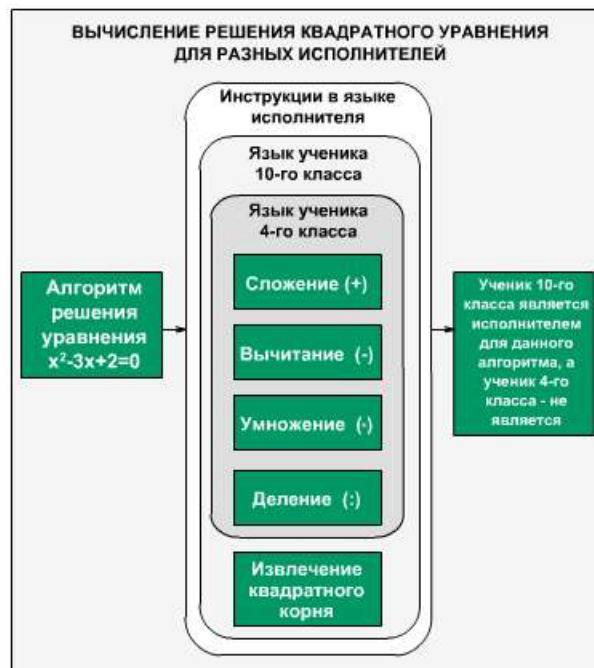 ВЫЧИСЛЕНИЕ РЕШЕНИЯ КВАДРАТНОГО УРАВНЕНИЯ
ДЛЯ РАЗНЫХ ИСПОЛНИТЕЛЕЙ
Инструкции в языке
исполнителя
Язык ученика
10-го класса
Язык ученика
4-го класса
Алгоритм
решения
уравнения
x²-3x+2=0
Сложение (+)
Вычитание (-)
Умножение (·)
Деление (:)
Извлечение
квадратного
корня
Ученик 10-го
класса является
исполнителем
для данного
алгоритма, а
ученик 4-го
класса - не
является